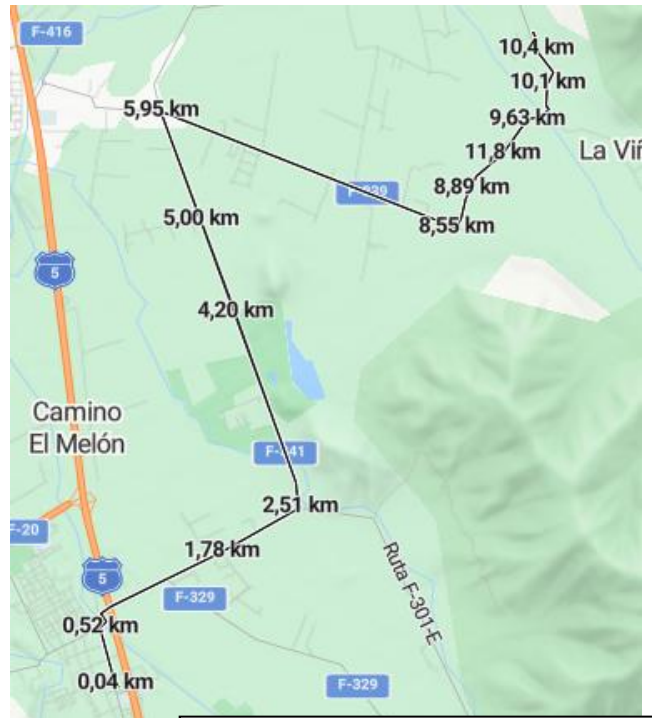 F-416
10,4 km
10,1 km
5,95 km
9,63 km
11,8 km
La Viñ
8,89 km
5,00 km
8,55 km
5
4,20 km
Camino
El Melón
2,51 km
F-20
1,78 km
5
F-329
Ruta F-301-E
0,52 km
0,04 km
F-329